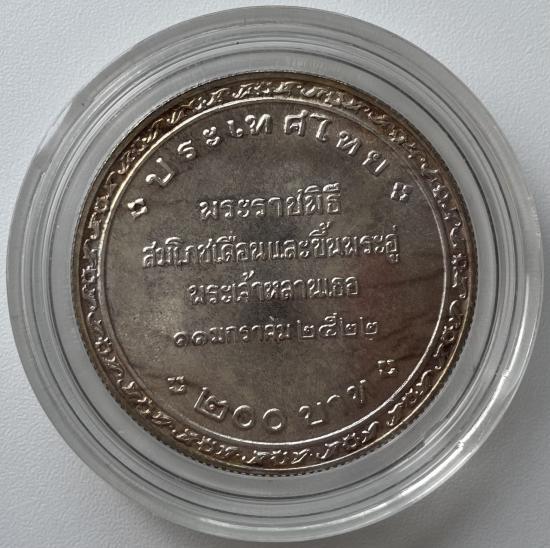 ประเทศไทย
พระราชพิธี
สมโภชเดือนและขึ้นพระอู่
พระเจ้าหลานเธอ
๑๑ มกราคม ๒๕๒๒
๒๐๐ บาท